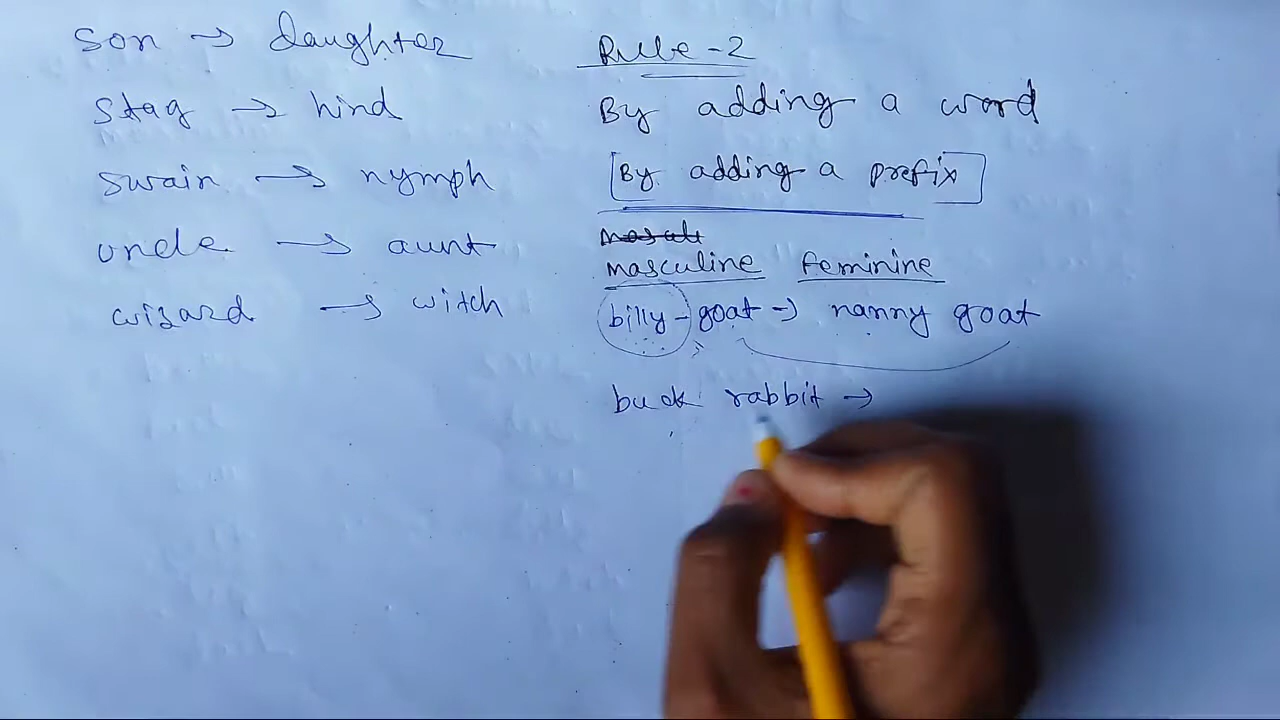 son → daughter
stag → hind
swain → nymph
uncle → aunt
wizard → witch
Rule-2
By adding a word
[By adding a prefix]
masculine feminine
billy-goat → nanny goat
buck rabbit →